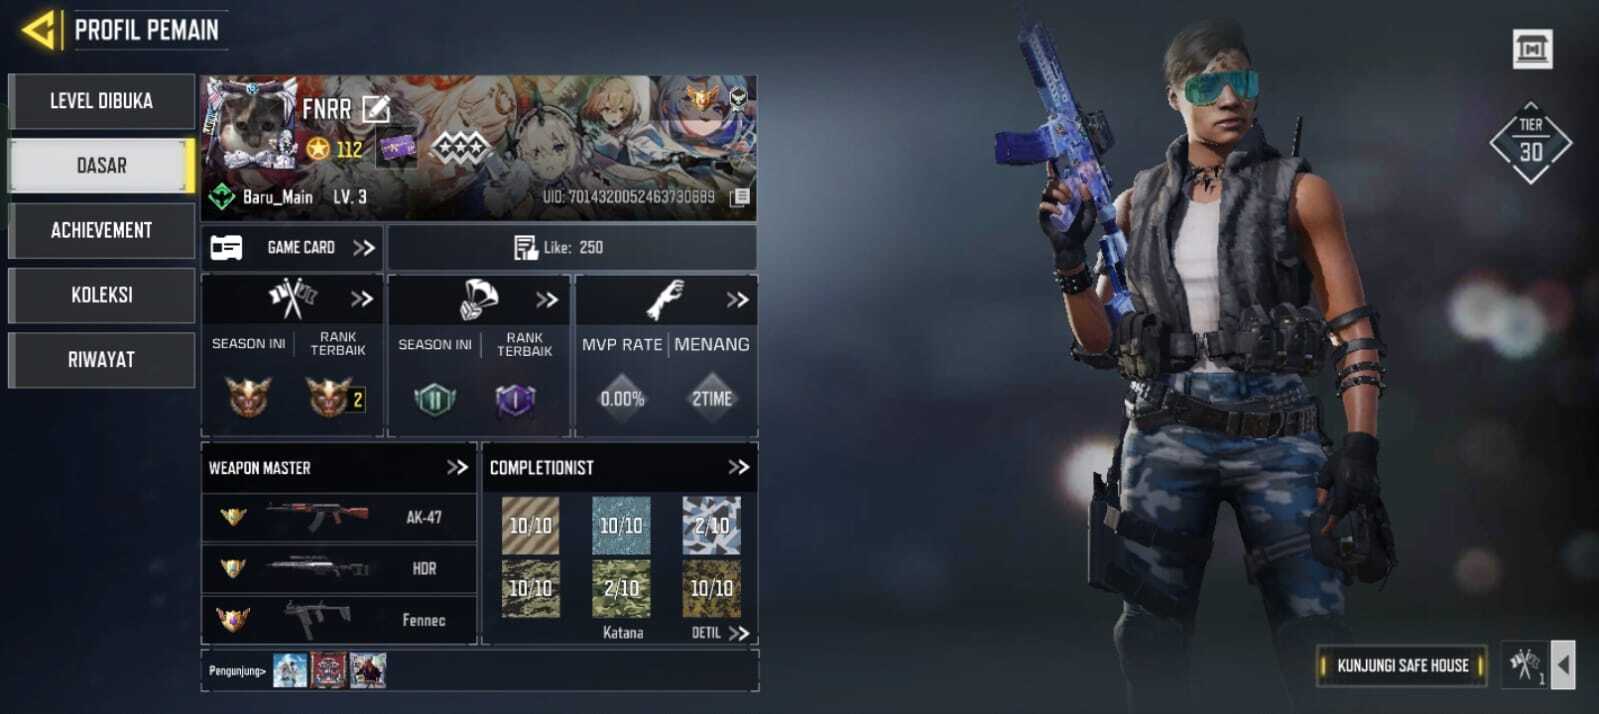 PROFIL PEMAIN
LEVEL DIBUKA
DASAR
ACHIEVEMENT
KOLEKSI
RIWAYAT
FNRR
112
Baru_Main LV. 3
UID: 7014320052463730689
GAME CARD
Like: 250
SEASON INI
RANK TERBAIK
2
SEASON INI
RANK TERBAIK
II
I
MVP RATE
MENANG
0.00%
2TIME
WEAPON MASTER
AK-47
HDR
Fennec
COMPLETIONIST
10/10 10/10 2/10
10/10 2/10 10/10
Katana
DETIL
Pengunjung>
TIER
30
KUNJUNGI SAFE HOUSE
1